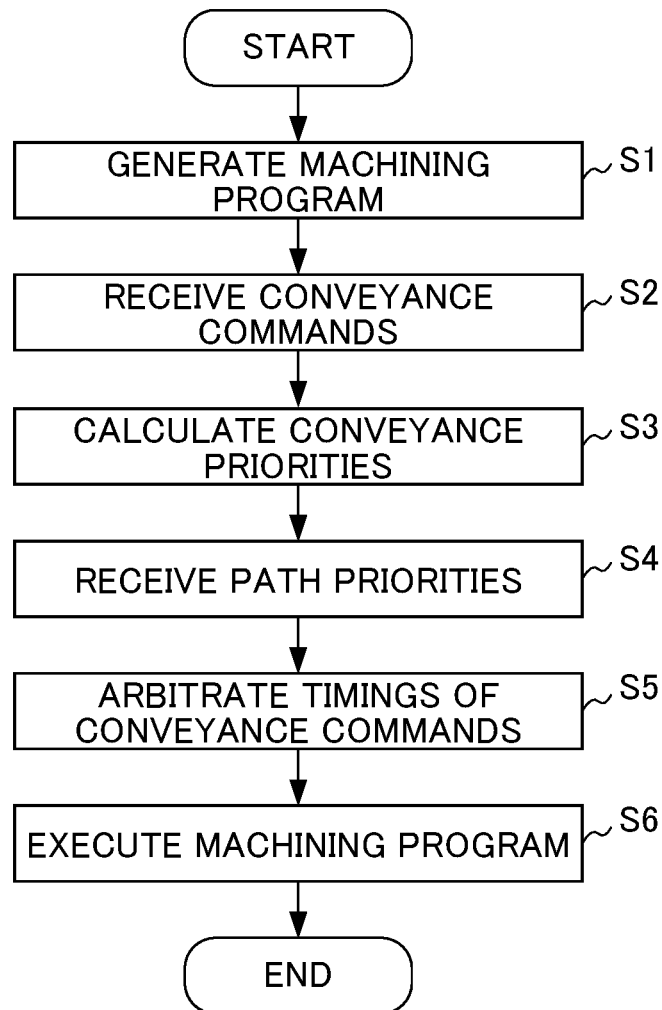 START
GENERATE MACHINING
PROGRAM
S1
RECEIVE CONVEYANCE
COMMANDS
S2
CALCULATE CONVEYANCE
PRIORITIES
S3
RECEIVE PATH PRIORITIES
S4
ARBITRATE TIMINGS OF
CONVEYANCE COMMANDS
S5
EXECUTE MACHINING PROGRAM
S6
END